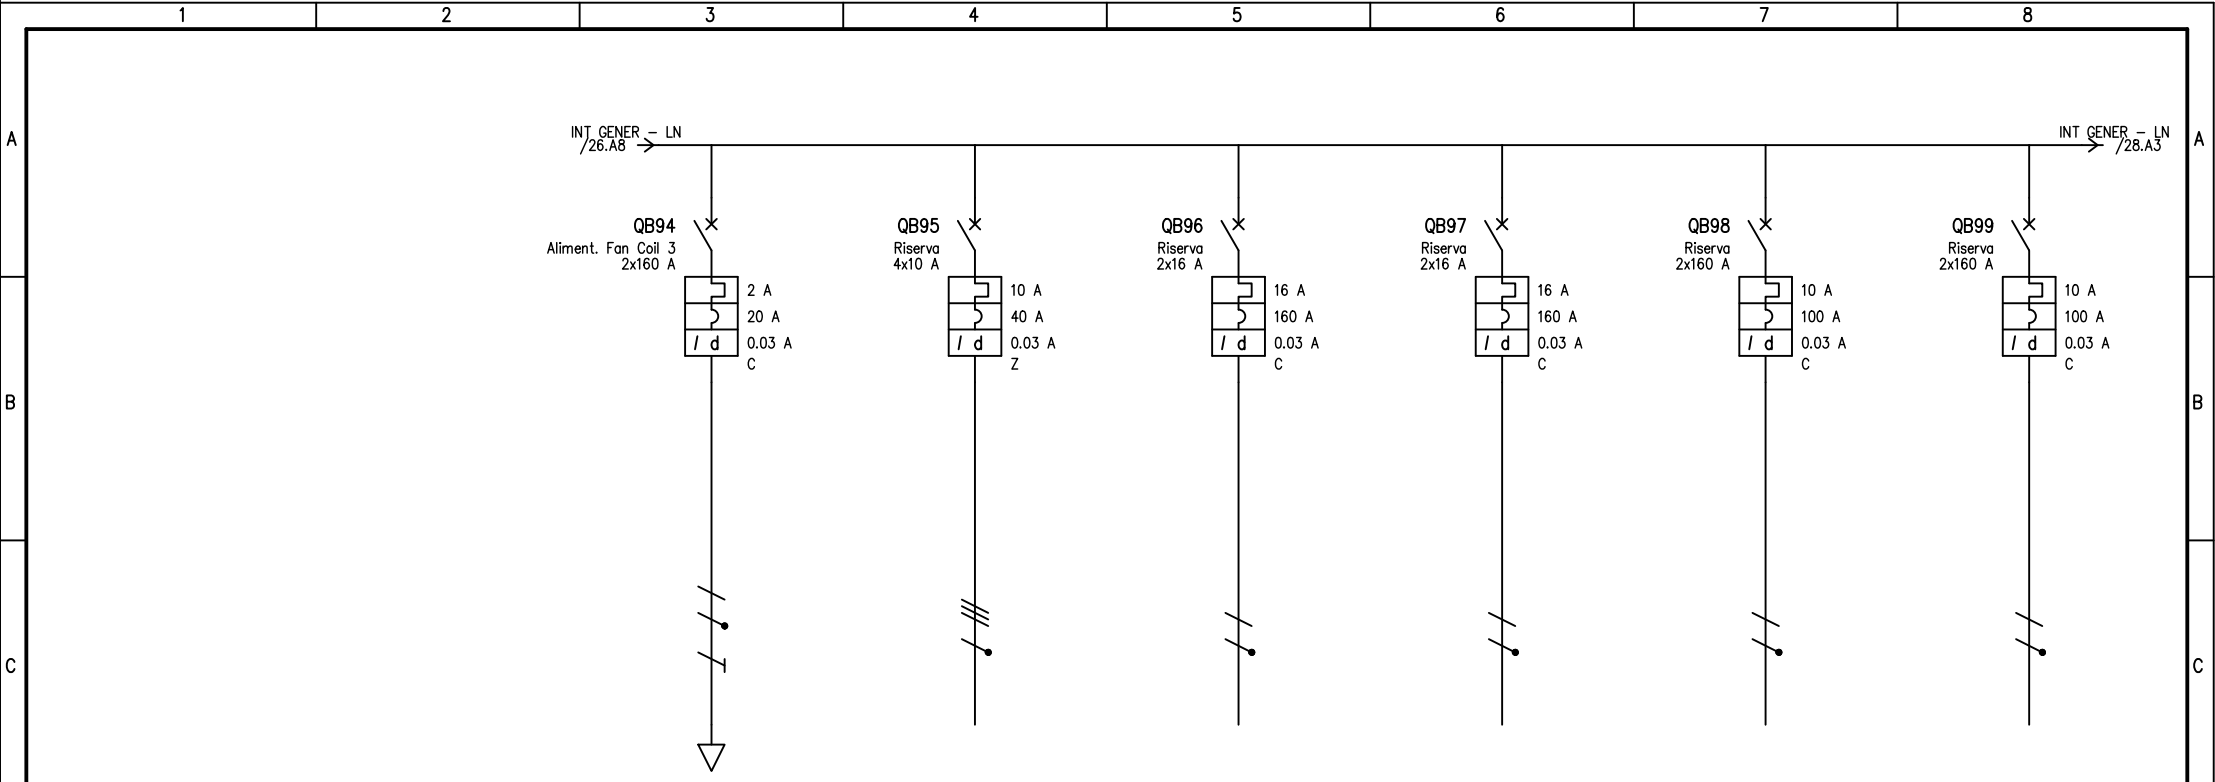 1 2 3 4 5 6 7 8
A A
INT GENER - LN INT GENER - LN
/26.A8 /28.A3
QB94 QB95 QB96 QB97 QB98 QB99
Aliment. Fan Coil 3 Riserva Riserva Riserva Riserva Riserva
2x160 A 4x10 A 2x16 A 2x16 A 2x160 A 2x160 A
2 A 10 A 16 A 16 A 10 A 10 A
20 A 40 A 160 A 160 A 100 A 100 A
I d 0.03 A I d 0.03 A I d 0.03 A I d 0.03 A I d 0.03 A I d 0.03 A
C Z C C C C
B B
C C